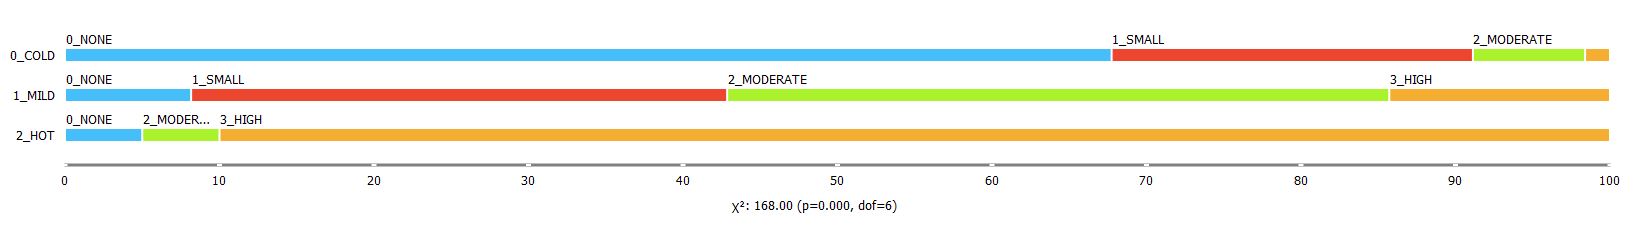 0_NONE 1_SMALL 2_MODERATE
0_COLD
0_NONE 1_SMALL 2_MODERATE 3_HIGH
1_MILD
0_NONE 2_MODER... 3_HIGH
2_HOT
0 10 20 30 40 50 60 70 80 90 100
χ²: 168.00 (p=0.000, dof=6)